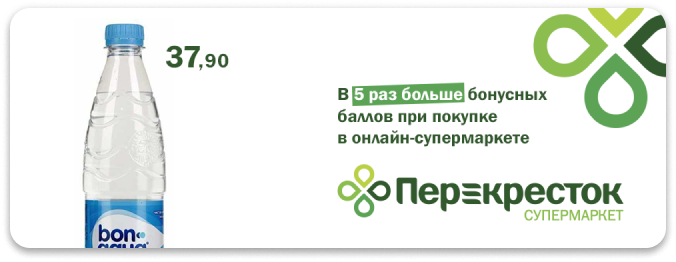 37,90
В 5 раз больше бонусных
баллов при покупке
в онлайн-супермаркете
Перекресток
СУПЕРМАРКЕТ
bon
aqua